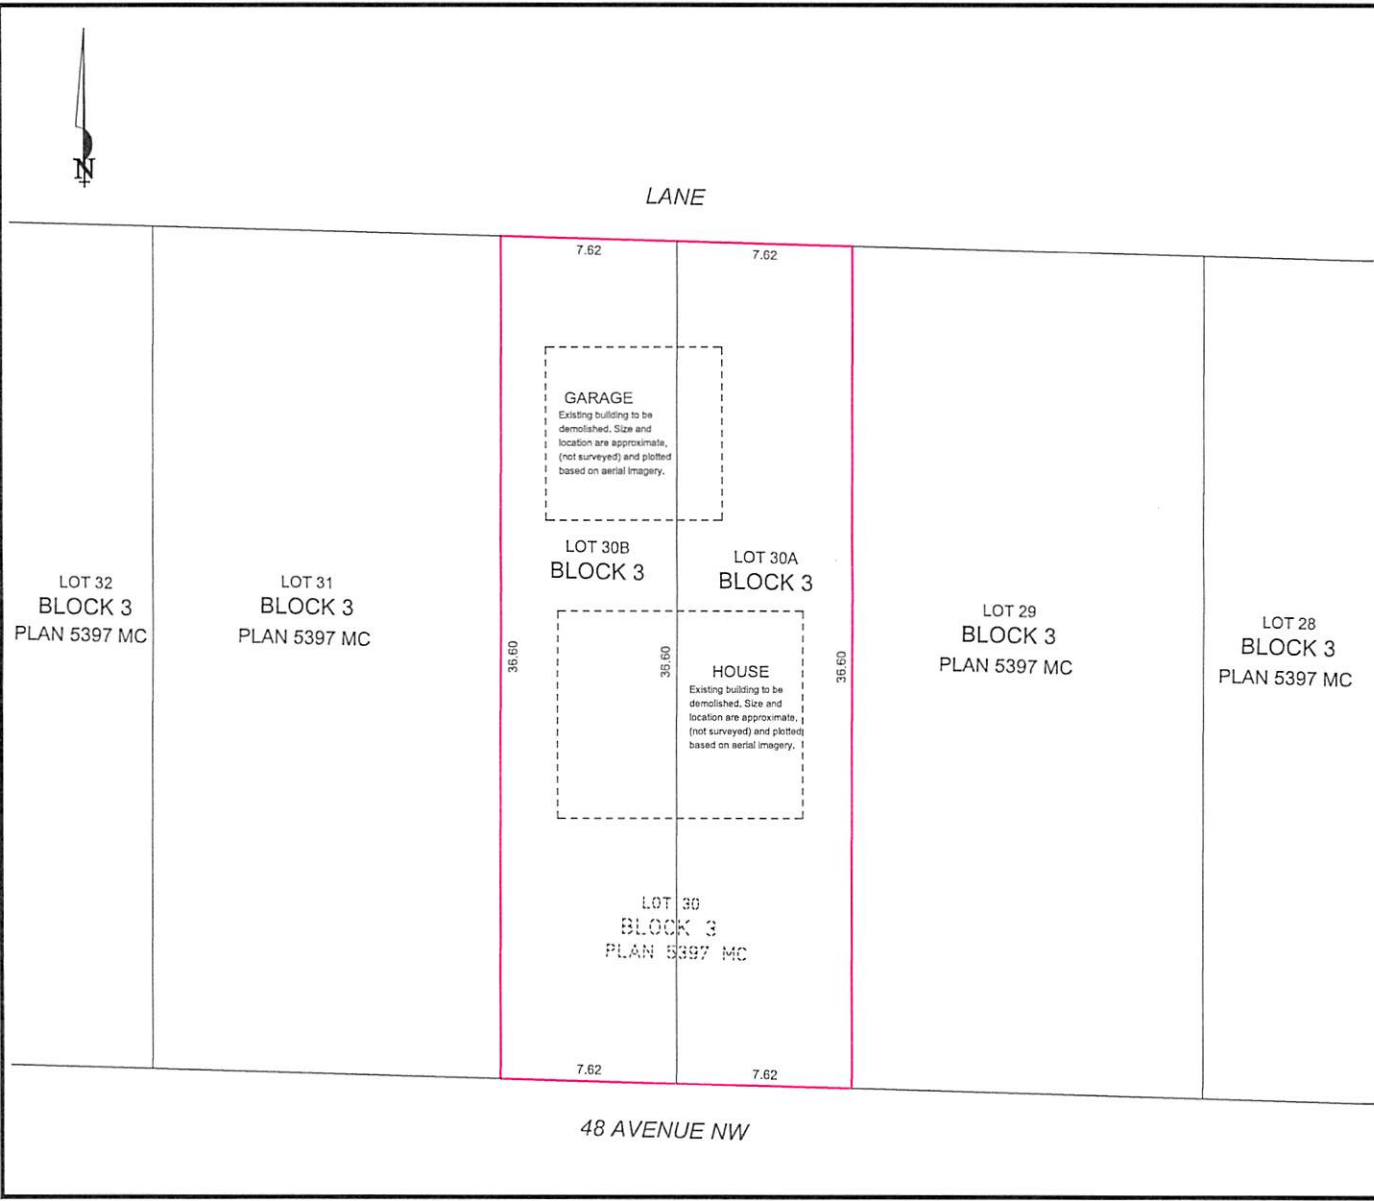 N
LANE
7.62
7.62
GARAGE
Existing building to be
demolished. Size and
location are approximate,
(not surveyed) and plotted
based on aerial imagery.
LOT 30B
BLOCK 3
LOT 30A
BLOCK 3
LOT 32
BLOCK 3
PLAN 5397 MC
LOT 31
BLOCK 3
PLAN 5397 MC
36.60
36.60
36.60
HOUSE
Existing building to be
demolished. Size and
location are approximate,
(not surveyed) and plotted
based on aerial imagery.
LOT 29
BLOCK 3
PLAN 5397 MC
LOT 28
BLOCK 3
PLAN 5397 MC
LOT 30
BLOCK 3
PLAN 5397 MC
7.62
7.62
48 AVENUE NW